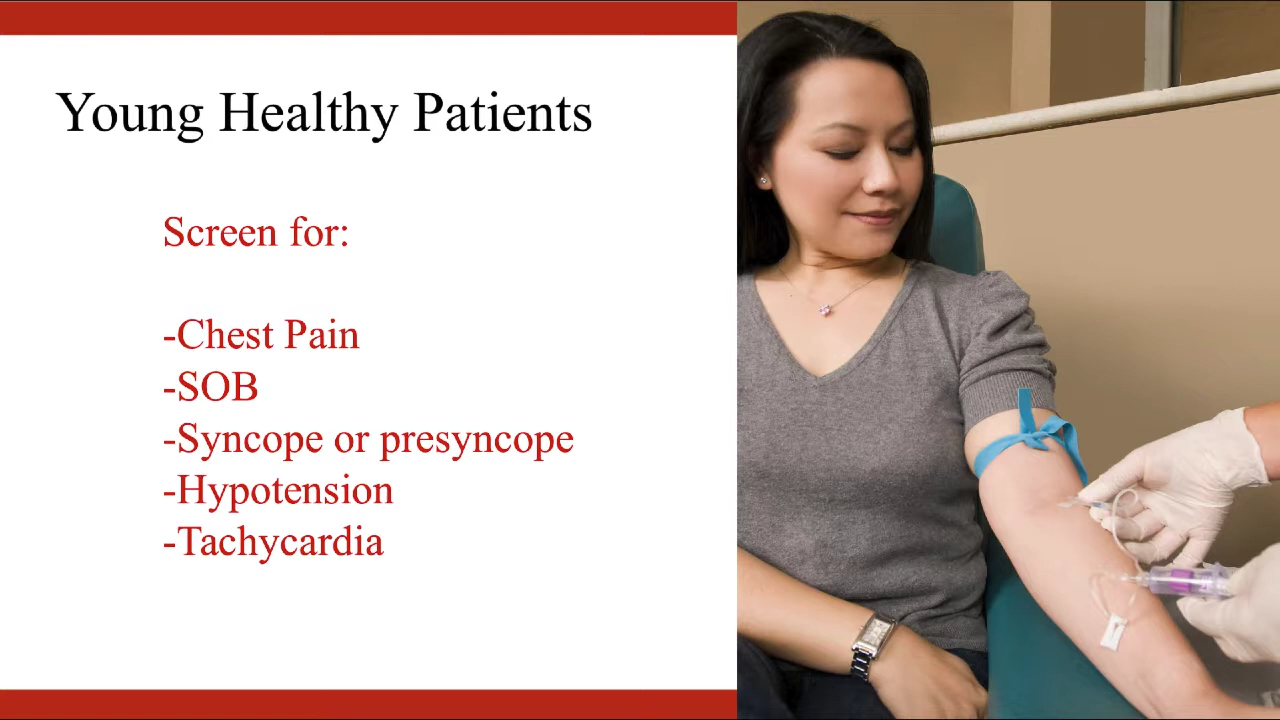 Young Healthy Patients
Screen for:
-Chest Pain
-SOB
-Syncope or presyncope
-Hypotension
-Tachycardia